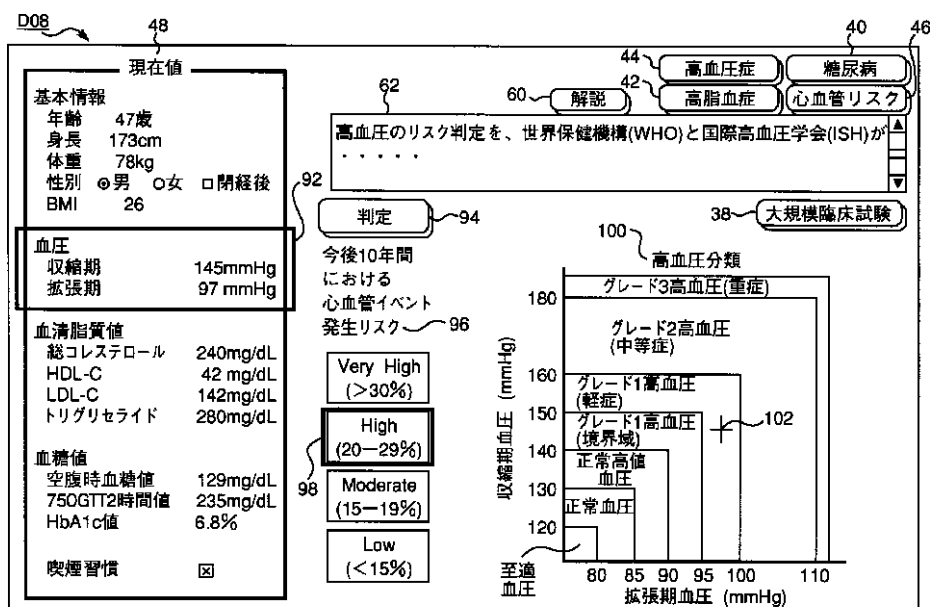 D08
48
現在値
基本情報
年齢 47歳
身長 173cm
体重 78kg
性別 ◉男 ○女 □閉経後
BMI 26
92
血圧
収縮期 145mmHg
拡張期 97 mmHg
血清脂質値
総コレステロール 240mg/dL
HDL-C 42 mg/dL
LDL-C 142mg/dL
トリグリセライド 280mg/dL
血糖値
空腹時血糖値 129mg/dL
750GTT2時間値 235mg/dL
HbA1c値 6.8%
喫煙習慣 ☒
44 高血圧症
40
糖尿病
46
42 高脂血症
心血管リスク
60 解説
62
高血圧のリスク判定を、世界保健機構(WHO)と国際高血圧学会(ISH)が
・・・・・
判定 94
38 大規模臨床試験
今後10年間
における
心血管イベント
発生リスク 96
Very High
(>30%)
High
(20－29%)
98
Moderate
(15－19%)
Low
(<15%)
100
高血圧分類
グレード3高血圧(重症)
グレード2高血圧
(中等症)
グレード1高血圧
(軽症)
グレード1高血圧
(境界域)
102
正常高値
血圧
正常血圧
至適
血圧
収縮期血圧 (mmHg)
180
160
150
140
130
120
80 85 90 95 100 110
拡張期血圧 (mmHg)